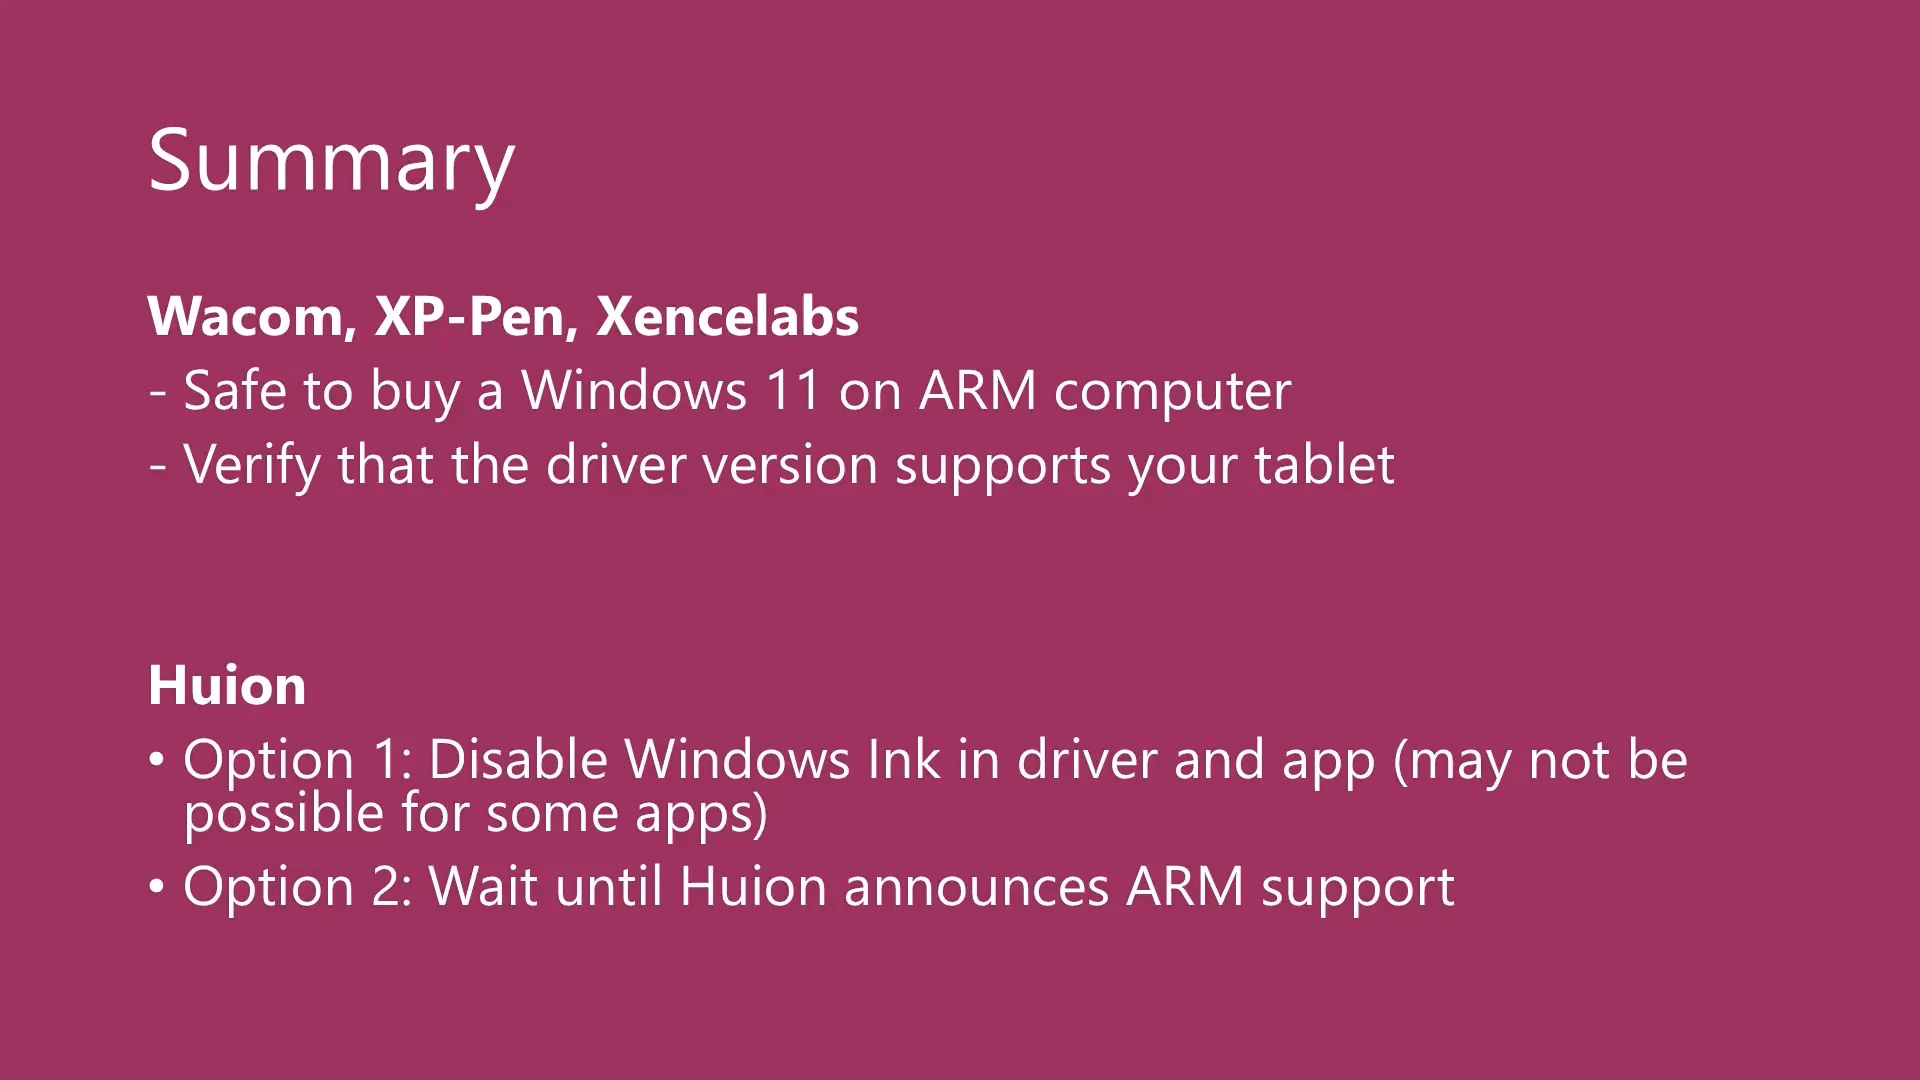 Summary
Wacom, XP-Pen, Xencelabs
- Safe to buy a Windows 11 on ARM computer
- Verify that the driver version supports your tablet
Huion
• Option 1: Disable Windows Ink in driver and app (may not be
possible for some apps)
• Option 2: Wait until Huion announces ARM support